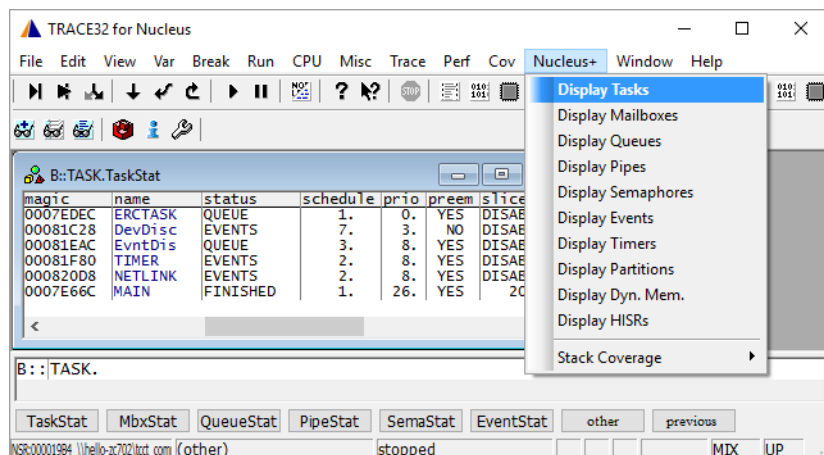 TRACE32 for Nucleus
File Edit View Var Break Run CPU Misc Trace Perf Cov Nucleus+ Window Help
Display Tasks
Display Mailboxes
Display Queues
Display Pipes
Display Semaphores
Display Events
Display Timers
Display Partitions
Display Dyn. Mem.
Display HISRs
Stack Coverage
B::TASK.TaskStat
magic name status schedule prio preem slice
0007EDEC ERCTASK QUEUE 1. 0. YES DISAB
00081C28 DevDisc EVENTS 7. 3. NO DISAB
00081EAC EvntDis QUEUE 3. 8. YES DISAB
00081F80 TIMER EVENTS 2. 8. YES DISAB
000820D8 NETLINK EVENTS 2. 8. YES DISAB
0007E66C MAIN FINISHED 1. 26. YES 20
B::TASK.
TaskStat MbxStat QueueStat PipeStat SemaStat EventStat other previous
NSR:000019B4 \\hello-zc702\tct_com (other) stopped MIX UP